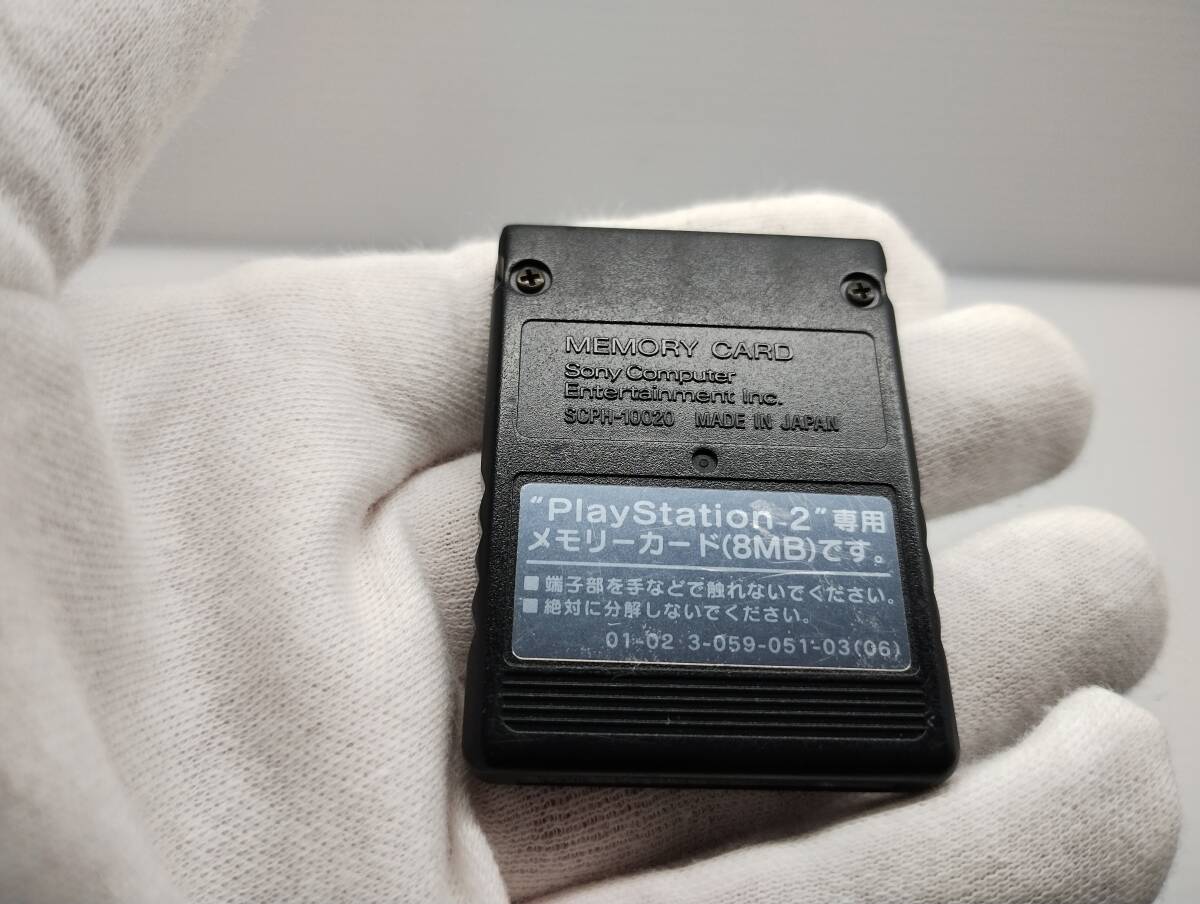 MEMORY CARD
Sony Computer
Entertainment Inc.
SCPH-10020 MADE IN JAPAN
“PlayStation 2”専用
メモリーカード(8MB)です。
■ 端子部を手などで触れないでください。
■ 絶対に分解しないでください。
01-02 3-059-051-03(06)